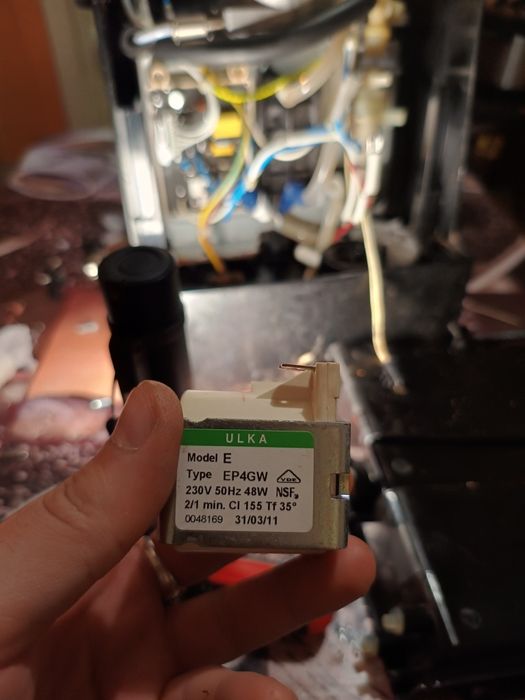 ULKA
Model E
Type EP4GW
VDE
230V 50Hz 48W NSF®
2/1 min. Cl 155 Tf 35°
0048169 31/03/11